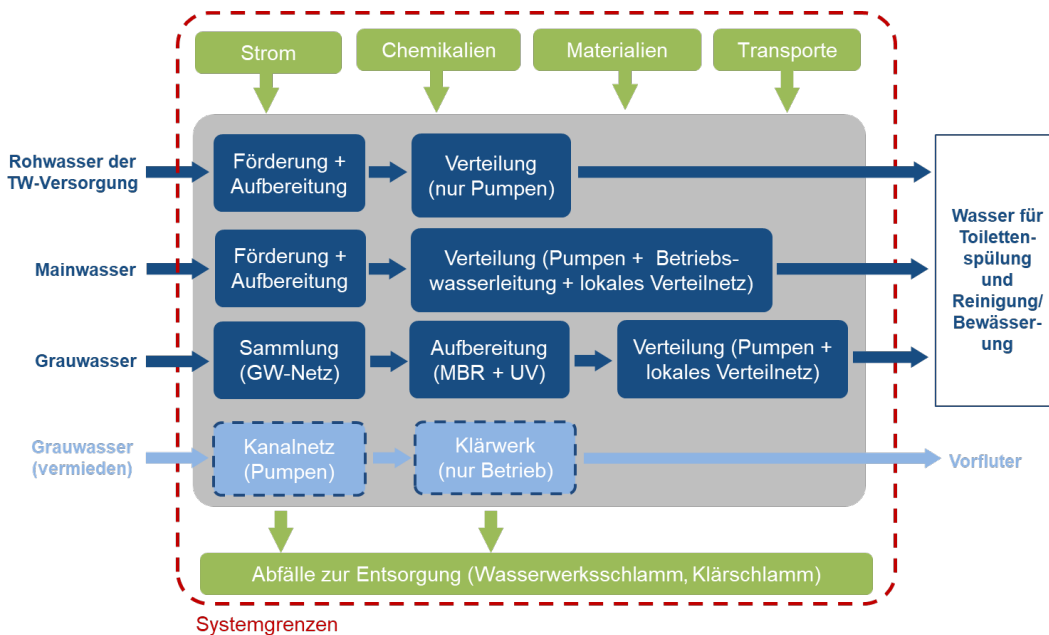 Strom
Chemikalien
Materialien
Transporte
Rohwasser der
TW-Versorgung
Förderung +
Aufbereitung
Verteilung
(nur Pumpen)
Mainwasser
Förderung +
Aufbereitung
Verteilung (Pumpen + Betriebs-
wasserleitung + lokales Verteilnetz)
Grauwasser
Sammlung
(GW-Netz)
Aufbereitung
(MBR + UV)
Verteilung (Pumpen +
lokales Verteilnetz)
Wasser für
Toiletten-
spülung
und
Reinigung/
Bewässer-
ung
Grauwasser
(vermieden)
Kanalnetz
(Pumpen)
Klärwerk
(nur Betrieb)
Vorfluter
Abfälle zur Entsorgung (Wasserwerksschlamm, Klärschlamm)
Systemgrenzen